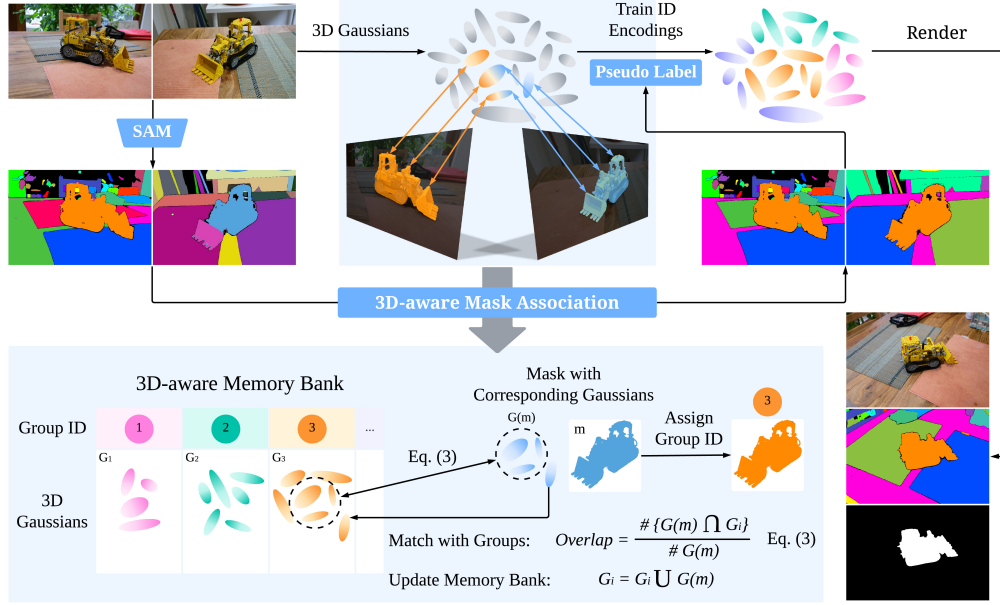 3D Gaussians
Train ID
Encodings
Pseudo Label
Render
SAM
3D-aware Mask Association
3D-aware Memory Bank
Group ID
1
2
3
...
3D
Gaussians
G1
G2
G3
Eq. (3)
Mask with
Corresponding Gaussians
G(m)
m
Assign
Group ID
3
Match with Groups: Overlap = # {G(m) ⋂ Gi} / # G(m) Eq. (3)
Update Memory Bank: Gi = Gi ⋃ G(m)